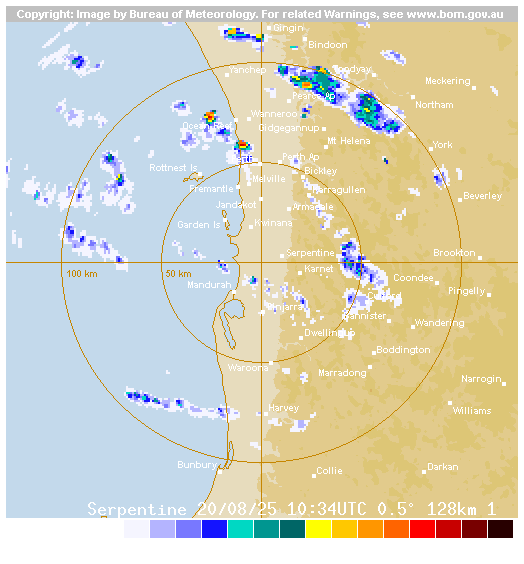 Copyright: Image by Bureau of Meteorology. For related Warnings, see www.bom.gov.au
Gingin
Bindoon
Yanchep
Toodyay
Meckering
Pearce Ap
Northam
Wanneroo
Ocean Reef
Gidgegannup
Mt Helena
York
Perth
Perth Ap
Rottnest Is
Bickley
Melville
Fremantle
Karragullen
Beverley
Jandakot
Armadale
Garden Is
Kwinana
Serpentine
Brookton
100 km
50 km
Karnet
Coondee
Mandurah
Pingelly
Pinjarra
Bannister
Wandering
Dwellingup
Boddington
Waroona
Marradong
Narrogin
Harvey
Williams
Bunbury
Collie
Darkan
Serpentine 20/08/25 10:34UTC 0.5° 128km 1